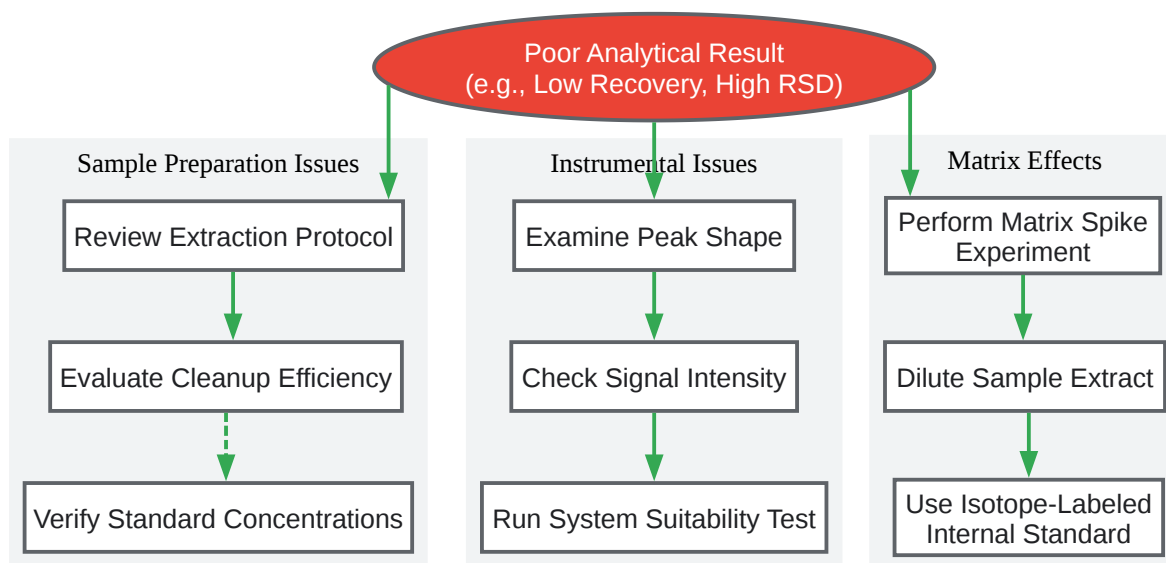 Poor Analytical Result
(e.g., Low Recovery, High RSD)
Sample Preparation Issues
Review Extraction Protocol
Evaluate Cleanup Efficiency
Verify Standard Concentrations
Instrumental Issues
Examine Peak Shape
Check Signal Intensity
Run System Suitability Test
Matrix Effects
Perform Matrix Spike
Experiment
Dilute Sample Extract
Use Isotope-Labeled
Internal Standard